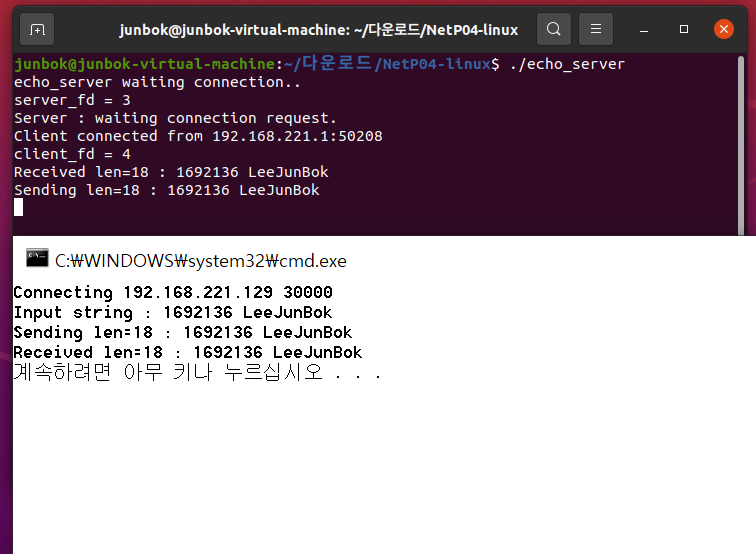 junbok@junbok-virtual-machine: ~/다운로드/NetP04-linux
junbok@junbok-virtual-machine:~/다운로드/NetP04-linux$ ./echo_server
echo_server waiting connection..
server_fd = 3
Server : waiting connection request.
Client connected from 192.168.221.1:50208
client_fd = 4
Received len=18 : 1692136 LeeJunBok
Sending len=18 : 1692136 LeeJunBok
C:₩WINDOWS₩system32₩cmd.exe
Connecting 192.168.221.129 30000
Input string : 1692136 LeeJunBok
Sending len=18 : 1692136 LeeJunBok
Received len=18 : 1692136 LeeJunBok
계속하려면 아무 키나 누르십시오 . . .